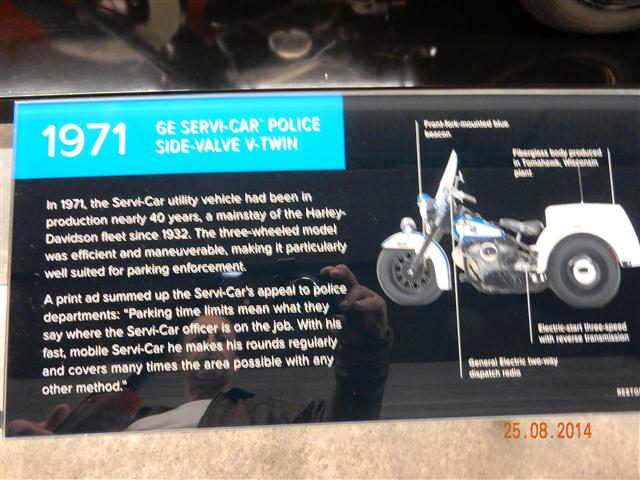 1971
GE SERVI-CAR™ POLICE
SIDE-VALVE V-TWIN
In 1971, the Servi-Car utility vehicle had been in
production nearly 40 years, a mainstay of the Harley-
Davidson fleet since 1932. The three-wheeled model
was efficient and maneuverable, making it particularly
well suited for parking enforcement.
A print ad summed up the Servi-Car's appeal to police
departments: "Parking time limits mean what they
say where the Servi-Car officer is on the job. With his
fast, mobile Servi-Car he makes his rounds regularly
and covers many times the area possible with any
other method."
Front-fork-mounted blue
beacon
Fiberglass body produced
in Tomahawk, Wisconsin
plant
Electric-start three-speed
with reverse transmission
General Electric two-way
dispatch radio
RESTO
25.08.2014